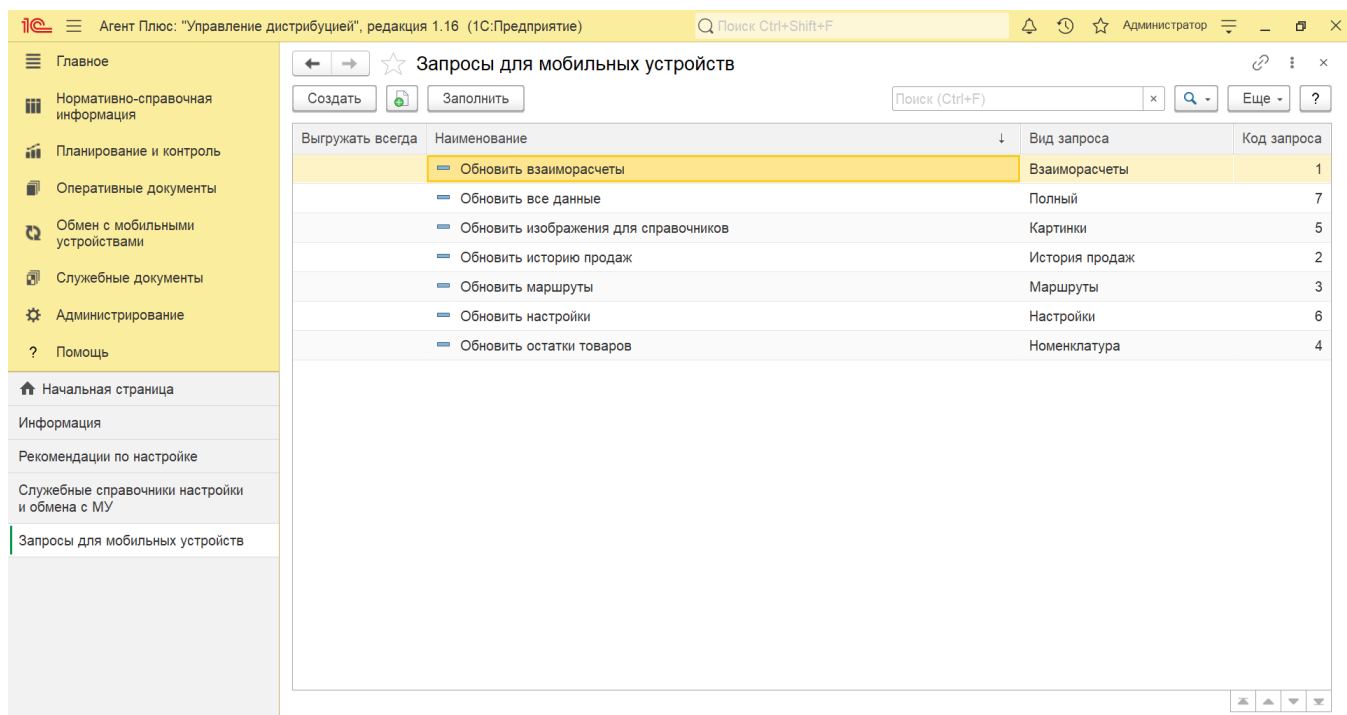 1С Агент Плюс: "Управление дистрибуцией", редакция 1.16 (1С:Предприятие) Поиск Ctrl+Shift+F Администратор
Главное
Нормативно-справочная
информация
Планирование и контроль
Оперативные документы
Обмен с мобильными
устройствами
Служебные документы
Администрирование
? Помощь
Начальная страница
Информация
Рекомендации по настройке
Служебные справочники настройки
и обмена с МУ
Запросы для мобильных устройств
Запросы для мобильных устройств
Создать Заполнить Поиск (Ctrl+F) × Еще ?
Выгружать всегда Наименование ↓ Вид запроса Код запроса
Обновить взаиморасчеты Взаиморасчеты 1
Обновить все данные Полный 7
Обновить изображения для справочников Картинки 5
Обновить историю продаж История продаж 2
Обновить маршруты Маршруты 3
Обновить настройки Настройки 6
Обновить остатки товаров Номенклатура 4